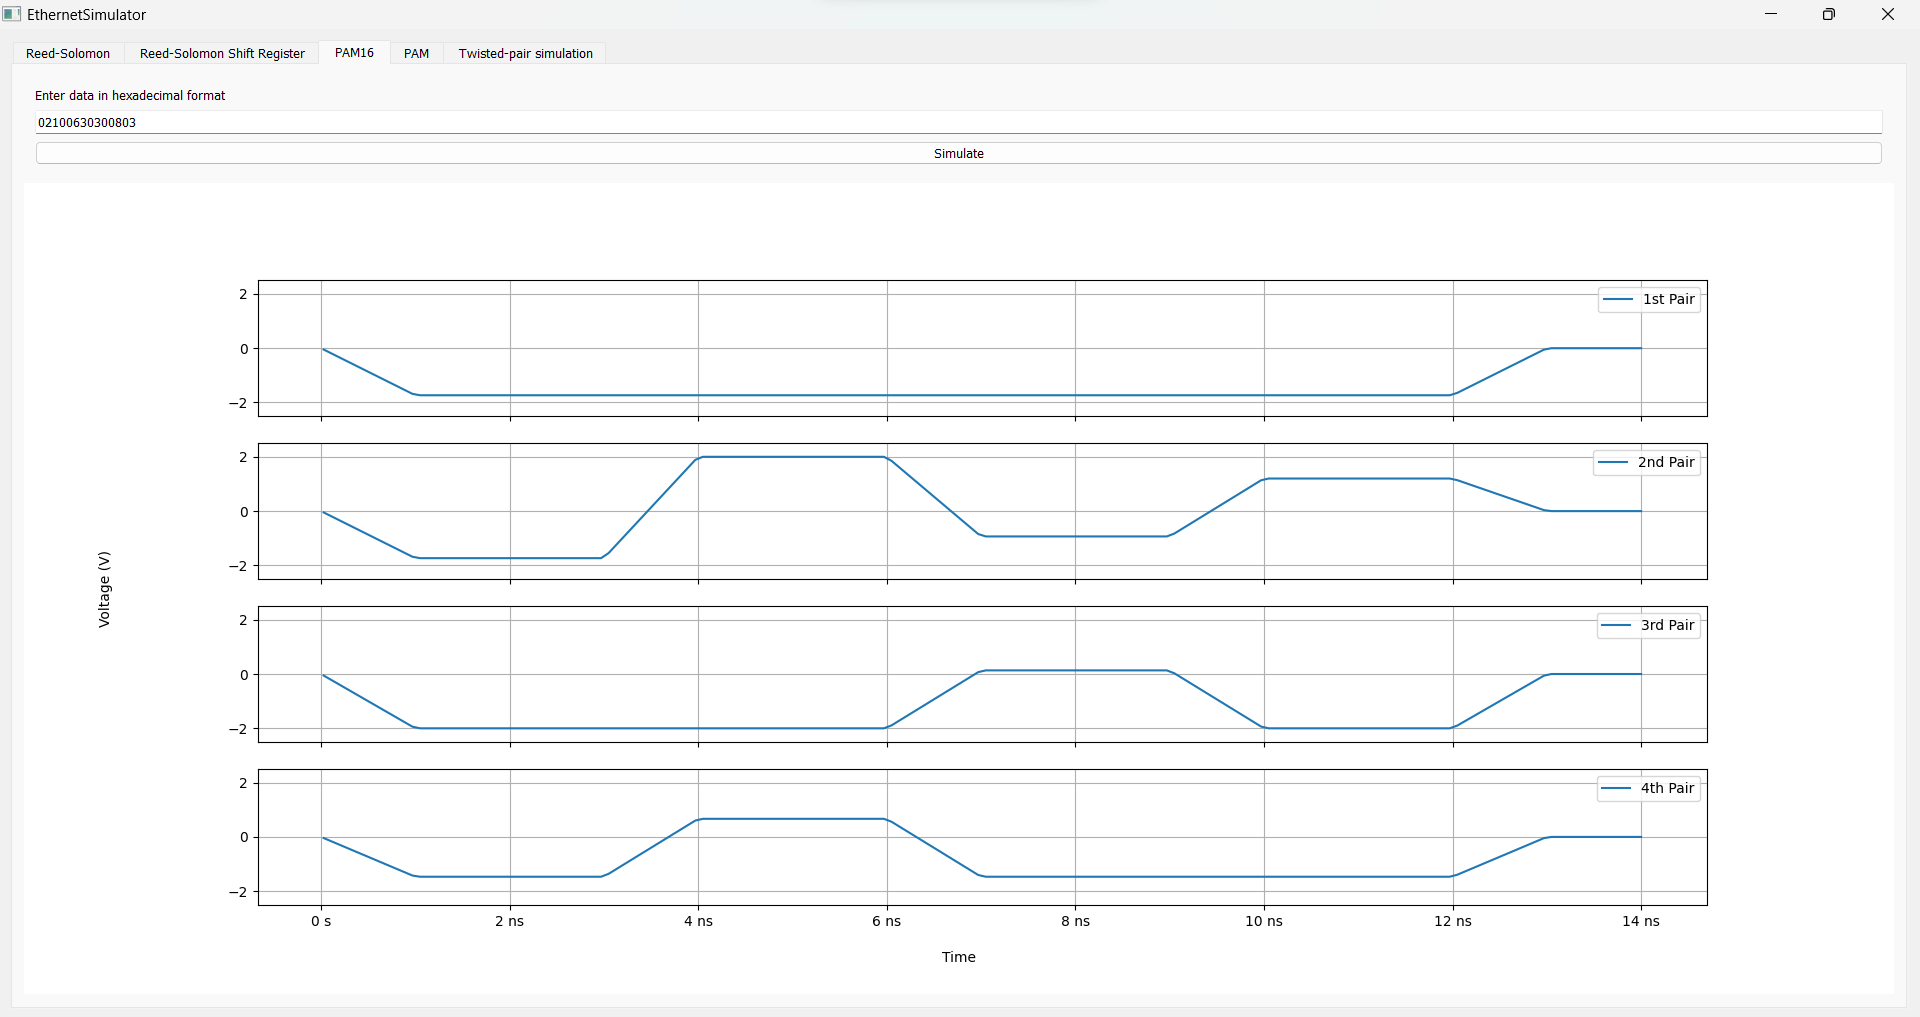 EthernetSimulator
Reed-Solomon Reed-Solomon Shift Register PAM16 PAM Twisted-pair simulation
Enter data in hexadecimal format
02100630300803
Simulate
Voltage (V)
2
0
−2
1st Pair
2
0
−2
2nd Pair
2
0
−2
3rd Pair
2
0
−2
4th Pair
0 s 2 ns 4 ns 6 ns 8 ns 10 ns 12 ns 14 ns
Time